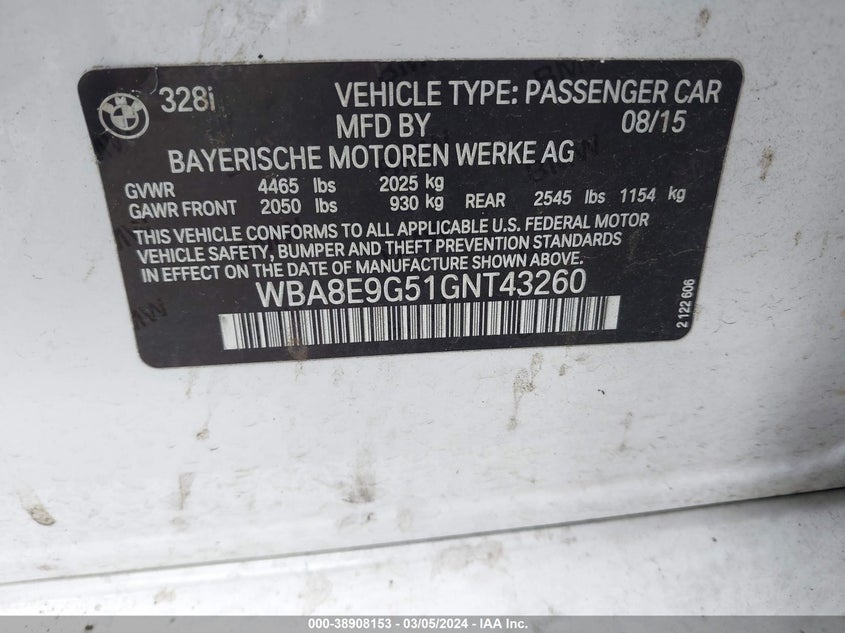 328i VEHICLE TYPE: PASSENGER CAR
MFD BY 08/15
BAYERISCHE MOTOREN WERKE AG
GVWR 4465 lbs 2025 kg
GAWR FRONT 2050 lbs 930 kg REAR 2545 lbs 1154 kg
THIS VEHICLE CONFORMS TO ALL APPLICABLE U.S. FEDERAL MOTOR
VEHICLE SAFETY, BUMPER AND THEFT PREVENTION STANDARDS
IN EFFECT ON THE DATE OF MANUFACTURE SHOWN ABOVE.
WBA8E9G51GNT43260
2 122 606
000-38908153 - 03/05/2024 - IAA Inc.